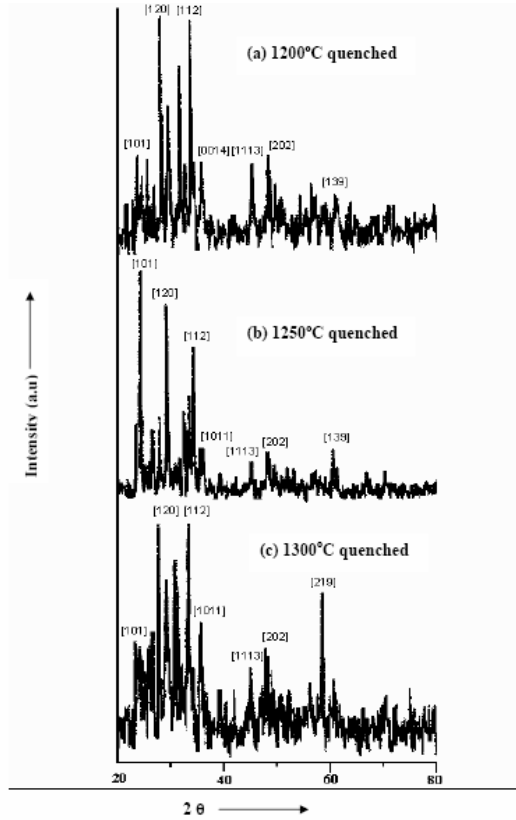 [120] [112]
(a) 1200°C quenched
[101] [0014] [1113] [202]
[139]
[101]
[120]
(b) 1250°C quenched
[112]
[1011] [1113] [202] [139]
[120] [112]
(c) 1300°C quenched
[219]
[1011]
[101] [202]
[1113]
20 40 60 80
2 θ
Intensity (a.u)